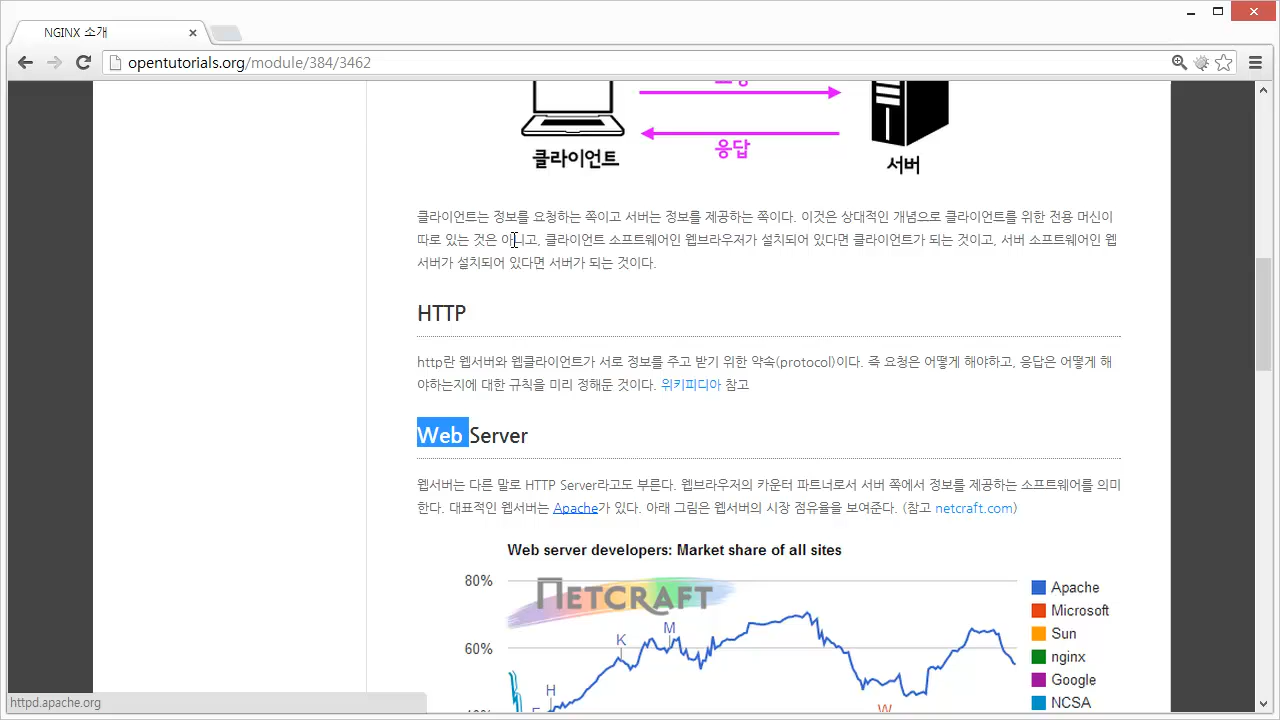 NGINX 소개
opentutorials.org/module/384/3462
응답
클라이언트
서버
클라이언트는 정보를 요청하는 쪽이고 서버는 정보를 제공하는 쪽이다. 이것은 상대적인 개념으로 클라이언트를 위한 전용 머신이
따로 있는 것은 아니고, 클라이언트 소프트웨어인 웹브라우저가 설치되어 있다면 클라이언트가 되는 것이고, 서버 소프트웨어인 웹
서버가 설치되어 있다면 서버가 되는 것이다.
HTTP
http란 웹서버와 웹클라이언트가 서로 정보를 주고 받기 위한 약속(protocol)이다. 즉 요청은 어떻게 해야하고, 응답은 어떻게 해
야하는지에 대한 규칙을 미리 정해둔 것이다. 위키피디아 참고
Web Server
웹서버는 다른 말로 HTTP Server라고도 부른다. 웹브라우저의 카운터 파트너로서 서버 쪽에서 정보를 제공하는 소프트웨어를 의미
한다. 대표적인 웹서버는 Apache가 있다. 아래 그림은 웹서버의 시장 점유율을 보여준다. (참고 netcraft.com)
Web server developers: Market share of all sites
80%
NETCRAFT
Apache
Microsoft
Sun
K
M
60%
nginx
Google
H
NCSA
W
httpd.apache.org